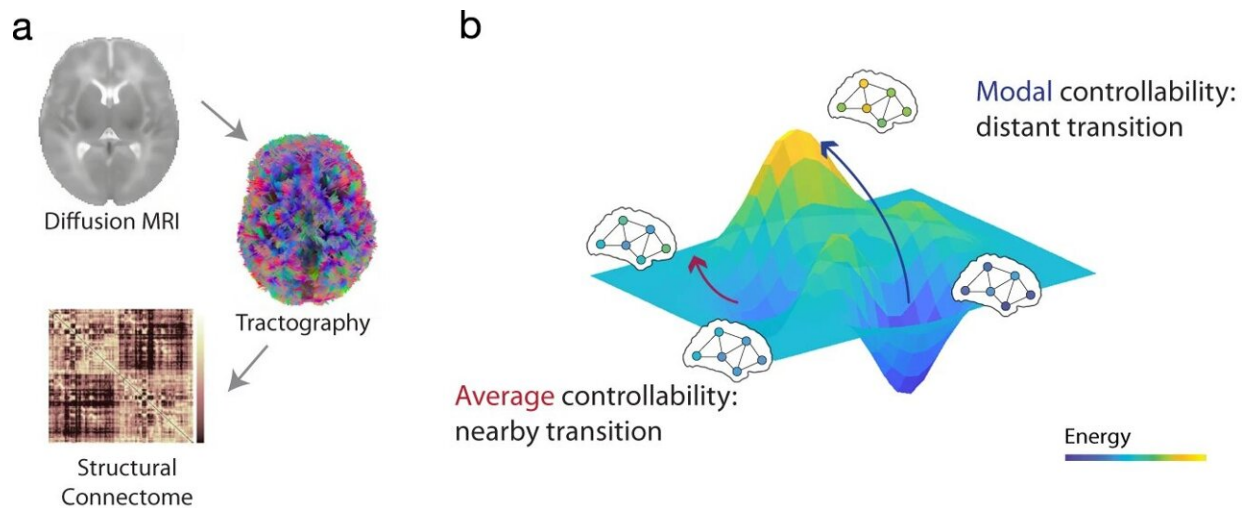 a
Diffusion MRI
Tractography
Structural
Connectome
b
Modal controllability:
distant transition
Average controllability:
nearby transition
Energy